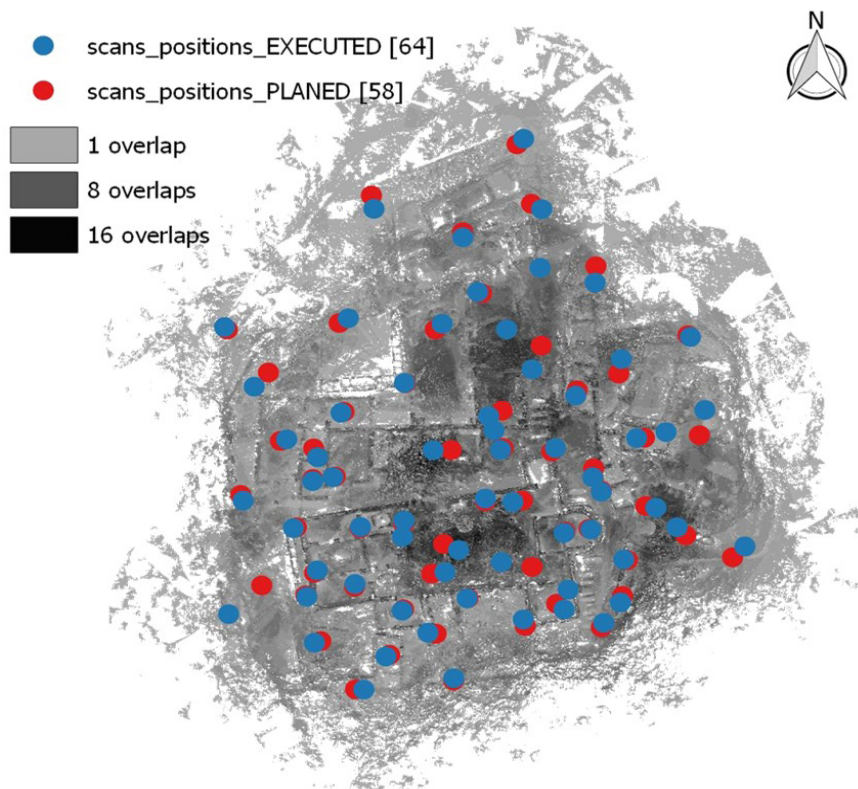 N
scans_positions_EXECUTED [64]
scans_positions_PLANED [58]
1 overlap
8 overlaps
16 overlaps